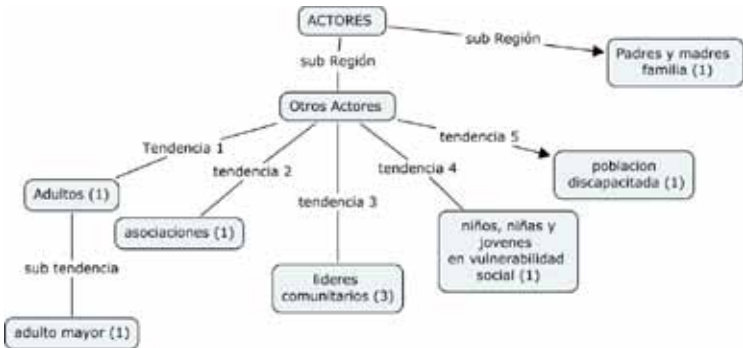 ACTORES
sub Región
sub Región
Padres y madres
familia (1)
Otros Actores
Tendencia 1
tendencia 2
tendencia 3
tendencia 4
tendencia 5
Adultos (1)
asociaciones (1)
lideres
comunitarios (3)
niños, niñas y
jovenes
en vulnerabilidad
social (1)
poblacion
discapacitada (1)
sub tendencia
adulto mayor (1)